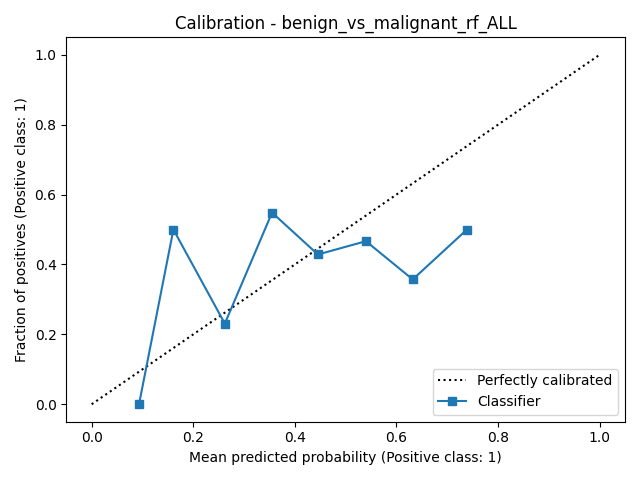 Calibration - benign_vs_malignant_rf_ALL
Fraction of positives (Positive class: 1)
1.0
0.8
0.6
0.4
0.2
0.0
Perfectly calibrated
Classifier
0.0 0.2 0.4 0.6 0.8 1.0
Mean predicted probability (Positive class: 1)